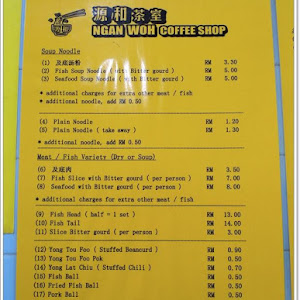 源和茶室
NGAN WOH COFFEE SHOP
Soup Noodle
(1) 及底汤粉 RM 3.30
(2) Fish Soup Noodle (with Bitter gourd) RM 5.00
(3) Seafood Soup Noodle (with Bitter gourd) RM 5.00
* additional charges for extra other meat / fish
* additional noodle, add RM 0.50
(4) Plain Noodle RM 1.20
(5) Plain Noodle ( take away ) RM 1.30
* additional noodle, add RM 0.50
Meat / Fish Variety (Dry or Soup)
(6) 及底肉 RM 3.50
(7) Fish Slice with Bitter gourd ( per person ) RM 7.00
(8) Seafood with Bitter gourd ( per person ) RM 8.00
* additional charges for extra other meat / fish
(9) Fish Head ( half = 1 set ) RM 13.00
(10) Fish Tail RM 14.00
(11) Slice Bitter gourd ( per person ) RM 3.00
(12) Yong Tou Foo ( Stuffed Beancurd ) RM 0.90
(13) Yong Tou Foo Pok RM 0.50
(14) Yong Lat Chiu ( Stuffed Chili ) RM 0.70
(15) Fish Ball RM 0.50
(16) Fried Fish Ball RM 0.50
(17) Pork Ball RM 0.50